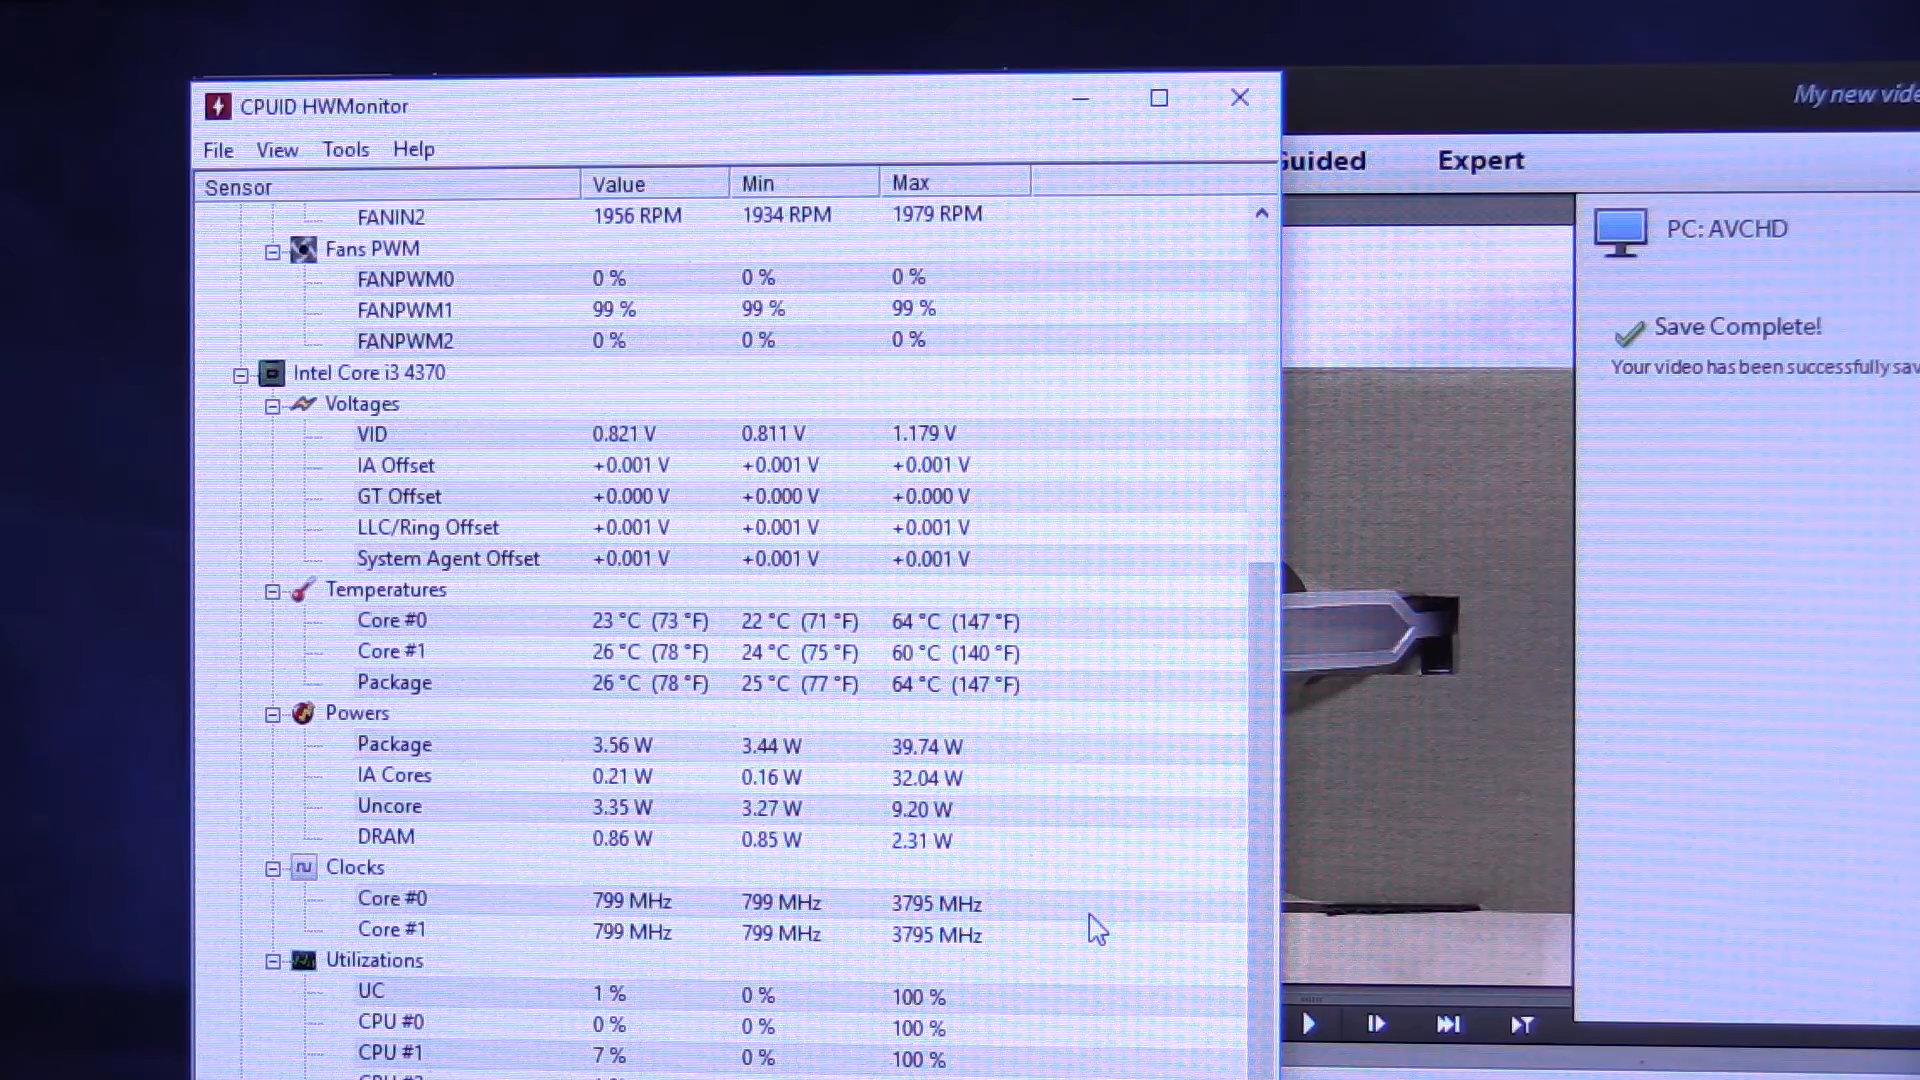 CPUID HWMonitor
My new vide
File View Tools Help
Guided Expert
Sensor Value Min Max
FANIN2 1956 RPM 1934 RPM 1979 RPM
Fans PWM
FANPWM0 0 % 0 % 0 %
FANPWM1 99 % 99 % 99 %
FANPWM2 0 % 0 % 0 %
PC: AVCHD
Save Complete!
Your video has been successfully sav
Intel Core i3 4370
Voltages
VID 0.821 V 0.811 V 1.179 V
IA Offset +0.001 V +0.001 V +0.001 V
GT Offset +0.000 V +0.000 V +0.000 V
LLC/Ring Offset +0.001 V +0.001 V +0.001 V
System Agent Offset +0.001 V +0.001 V +0.001 V
Temperatures
Core #0 23 °C (73 °F) 22 °C (71 °F) 64 °C (147 °F)
Core #1 26 °C (78 °F) 24 °C (75 °F) 60 °C (140 °F)
Package 26 °C (78 °F) 25 °C (77 °F) 64 °C (147 °F)
Powers
Package 3.56 W 3.44 W 39.74 W
IA Cores 0.21 W 0.16 W 32.04 W
Uncore 3.35 W 3.27 W 9.20 W
DRAM 0.86 W 0.85 W 2.31 W
Clocks
Core #0 799 MHz 799 MHz 3795 MHz
Core #1 799 MHz 799 MHz 3795 MHz
Utilizations
UC 1 % 0 % 100 %
CPU #0 0 % 0 % 100 %
CPU #1 7 % 0 % 100 %